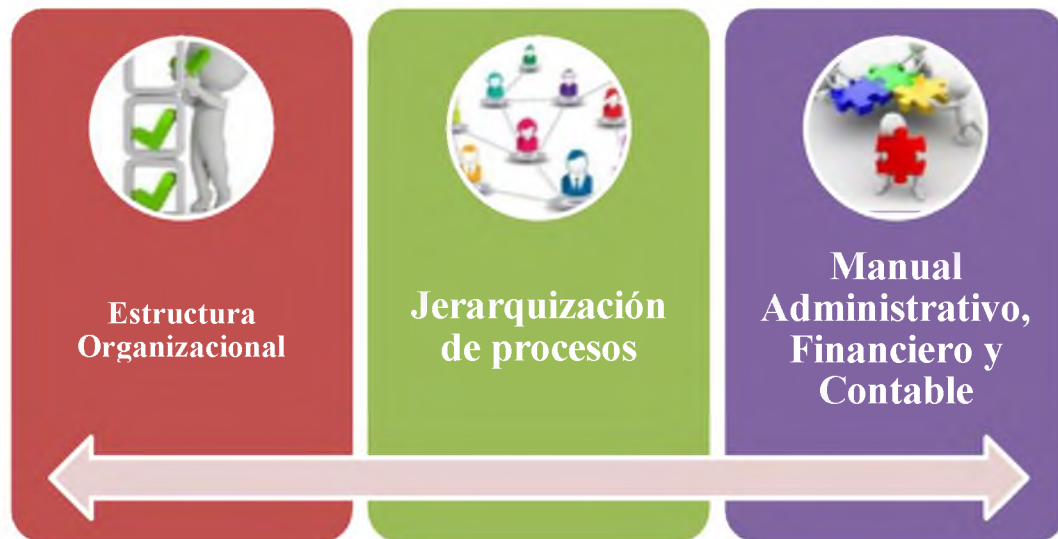 Estructura
Organizacional
Jerarquización
de procesos
Manual
Administrativo,
Financiero y
Contable